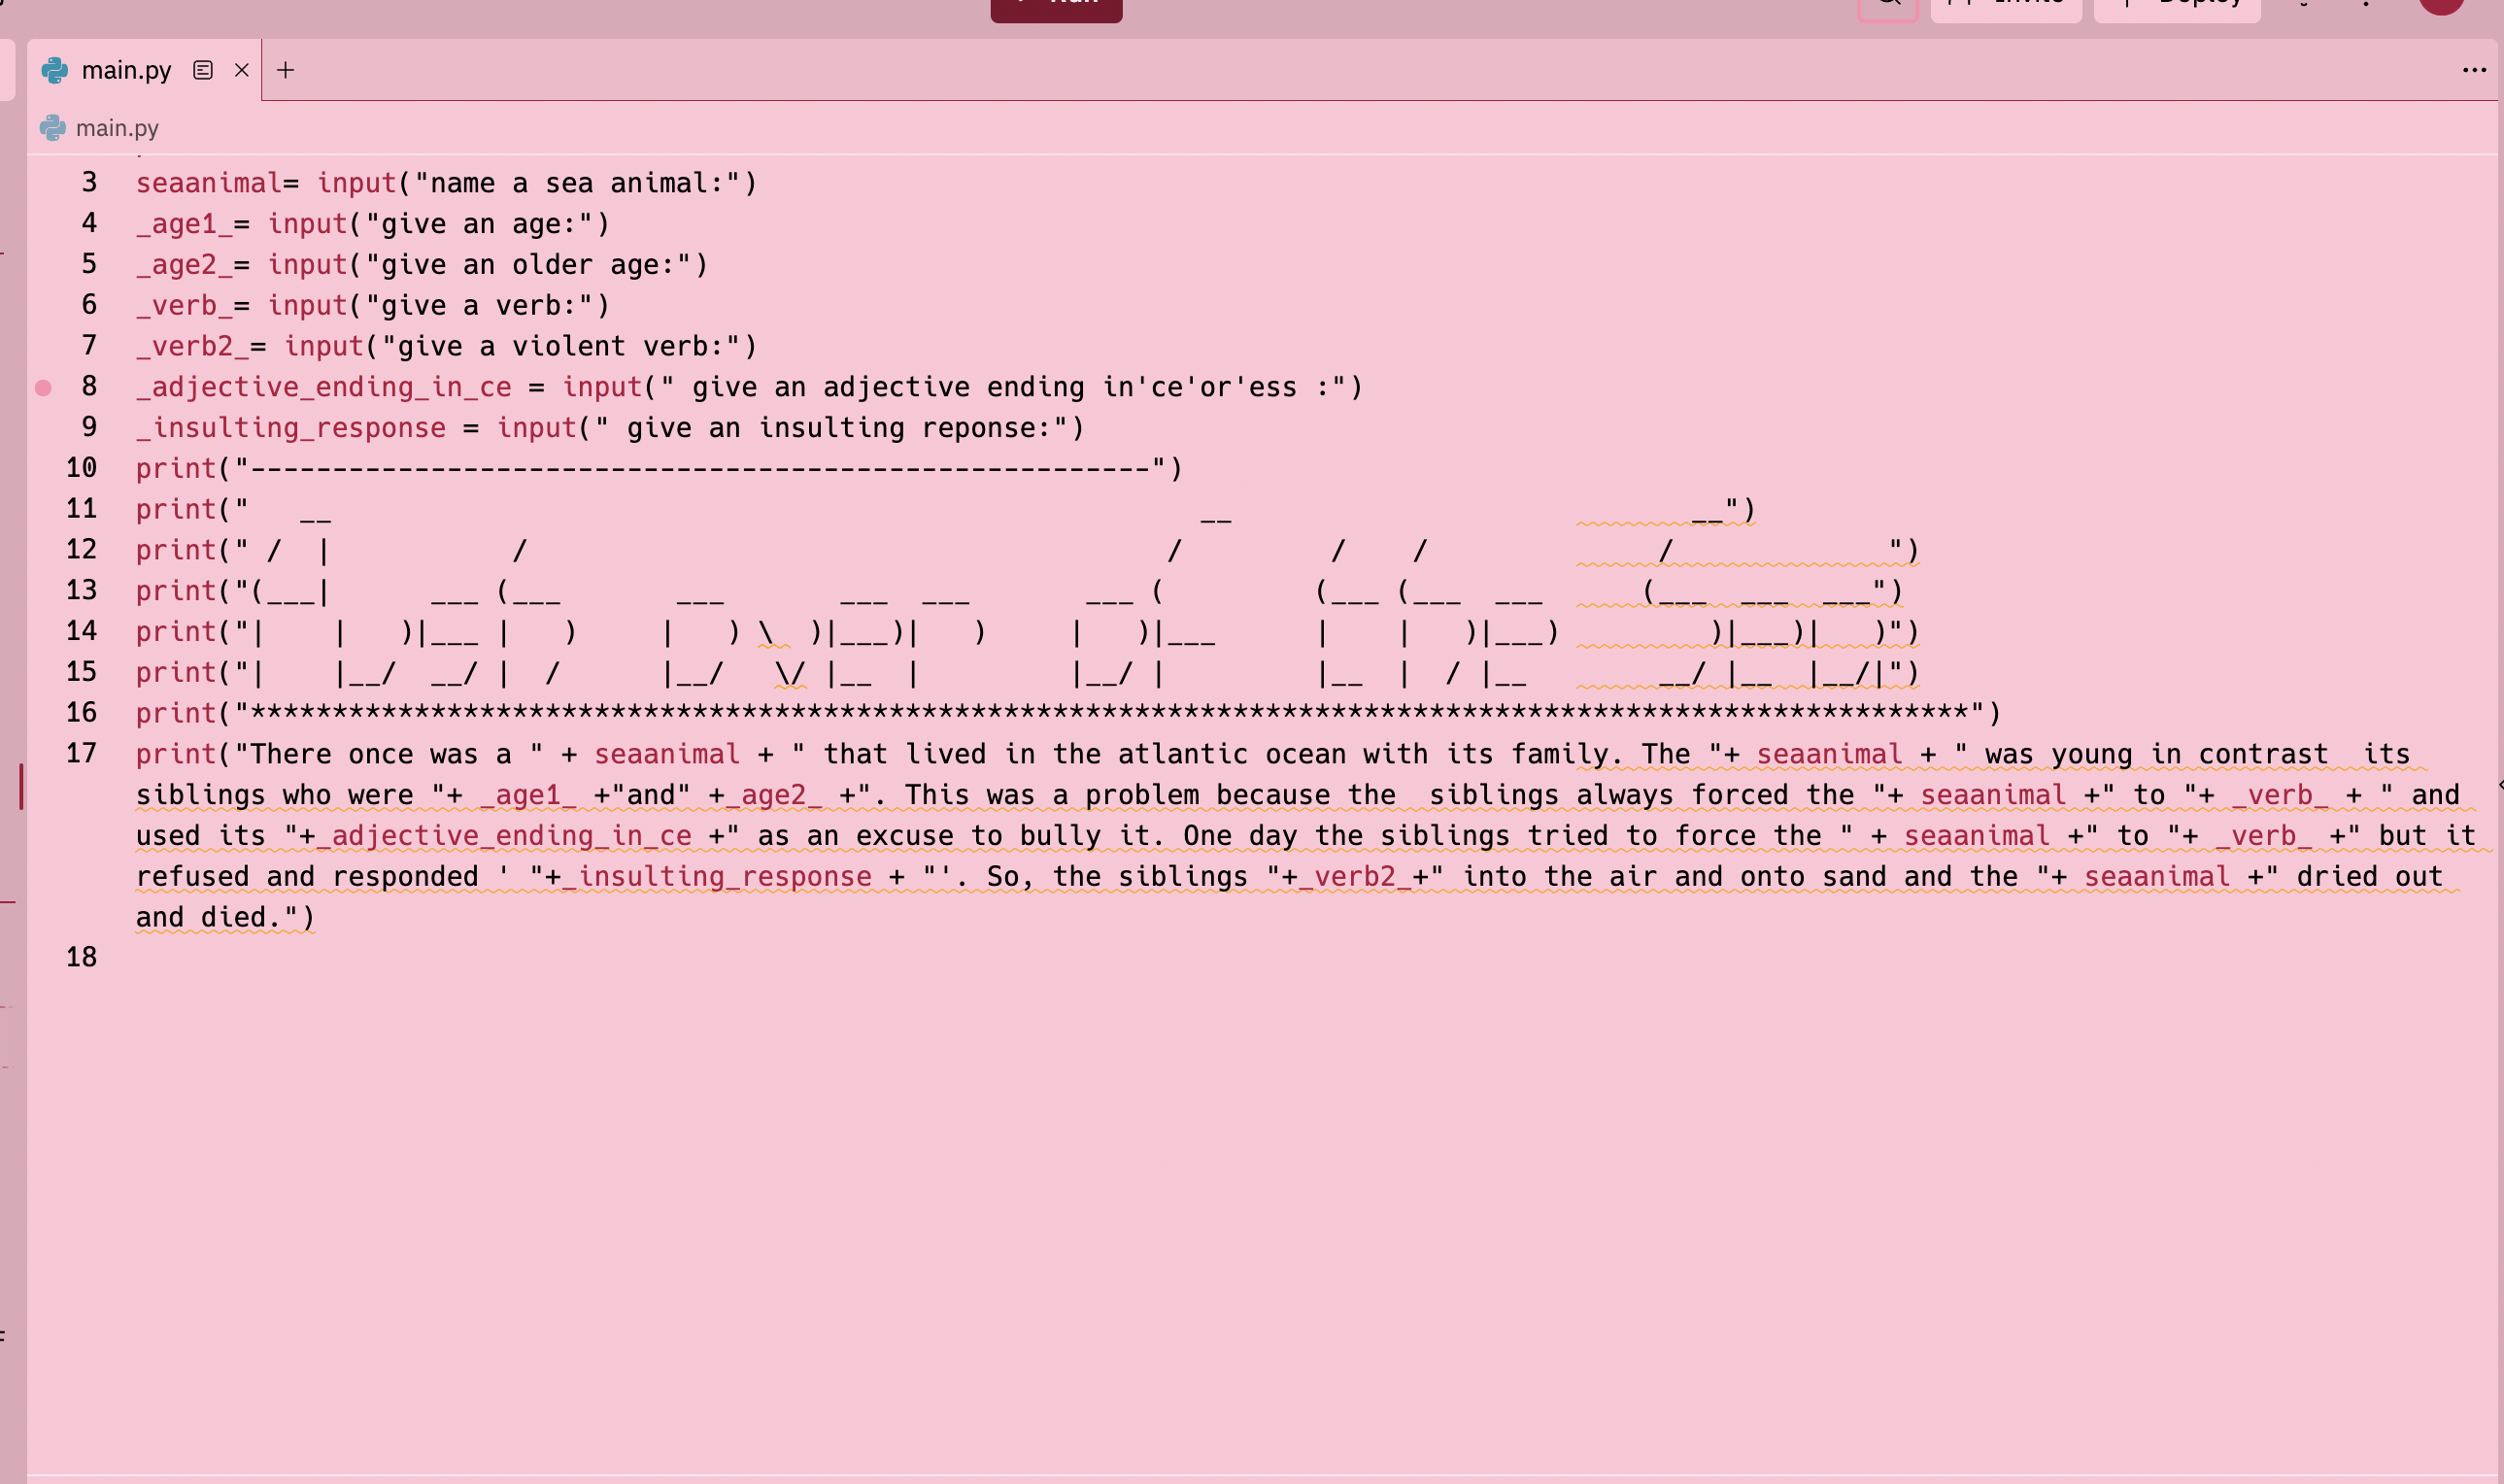 Run
Invite
Deploy
main.py
main.py
3 seaanimal= input("name a sea animal:")
4 _age1_= input("give an age:")
5 _age2_= input("give an older age:")
6 _verb_= input("give a verb:")
7 _verb2_= input("give a violent verb:")
8 _adjective_ending_in_ce = input(" give an adjective ending in'ce'or'ess :")
9 _insulting_response = input(" give an insulting reponse:")
10 print("-------------------------------------------------------")
11 print("   __                                                     __                            __")
12 print(" /  |           /                                       /         /    /              /             ")
13 print("(___|      ___ (___       ___       ___  ___       ___ (         (___ (___  ___      (___  ___  ___")
14 print("|    |   )|___ |   )     |   ) \  )|___)|   )     |   )|___      |    |   )|___)         )|___)|   )")
15 print("|    |__/  __/ |  /      |__/   \/ |__  |         |__/ |         |__  |  / |__        __/ |__  |__/|")
16 print("*********************************************************************************************************")
17 print("There once was a " + seaanimal + " that lived in the atlantic ocean with its family. The "+ seaanimal + " was young in contrast  its
siblings who were "+ _age1_ +"and" +_age2_ +". This was a problem because the  siblings always forced the "+ seaanimal +" to "+ _verb_ + " and
used its "+_adjective_ending_in_ce +" as an excuse to bully it. One day the siblings tried to force the " + seaanimal +" to "+ _verb_ +" but it
refused and responded ' "+_insulting_response + "'. So, the siblings "+_verb2_+" into the air and onto sand and the "+ seaanimal +" dried out
and died.")
18